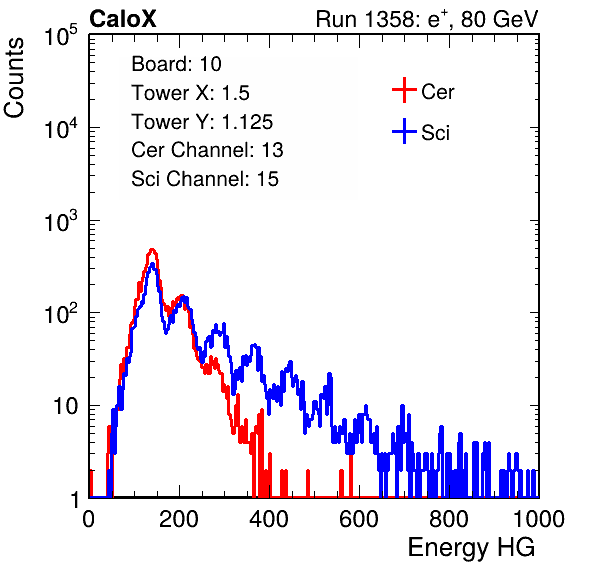 CaloX Run 1358: e⁺, 80 GeV
Counts
10⁵
10⁴
10³
10²
10
1
Board: 10
Tower X: 1.5
Tower Y: 1.125
Cer Channel: 13
Sci Channel: 15
Cer
Sci
0 200 400 600 800 1000
Energy HG